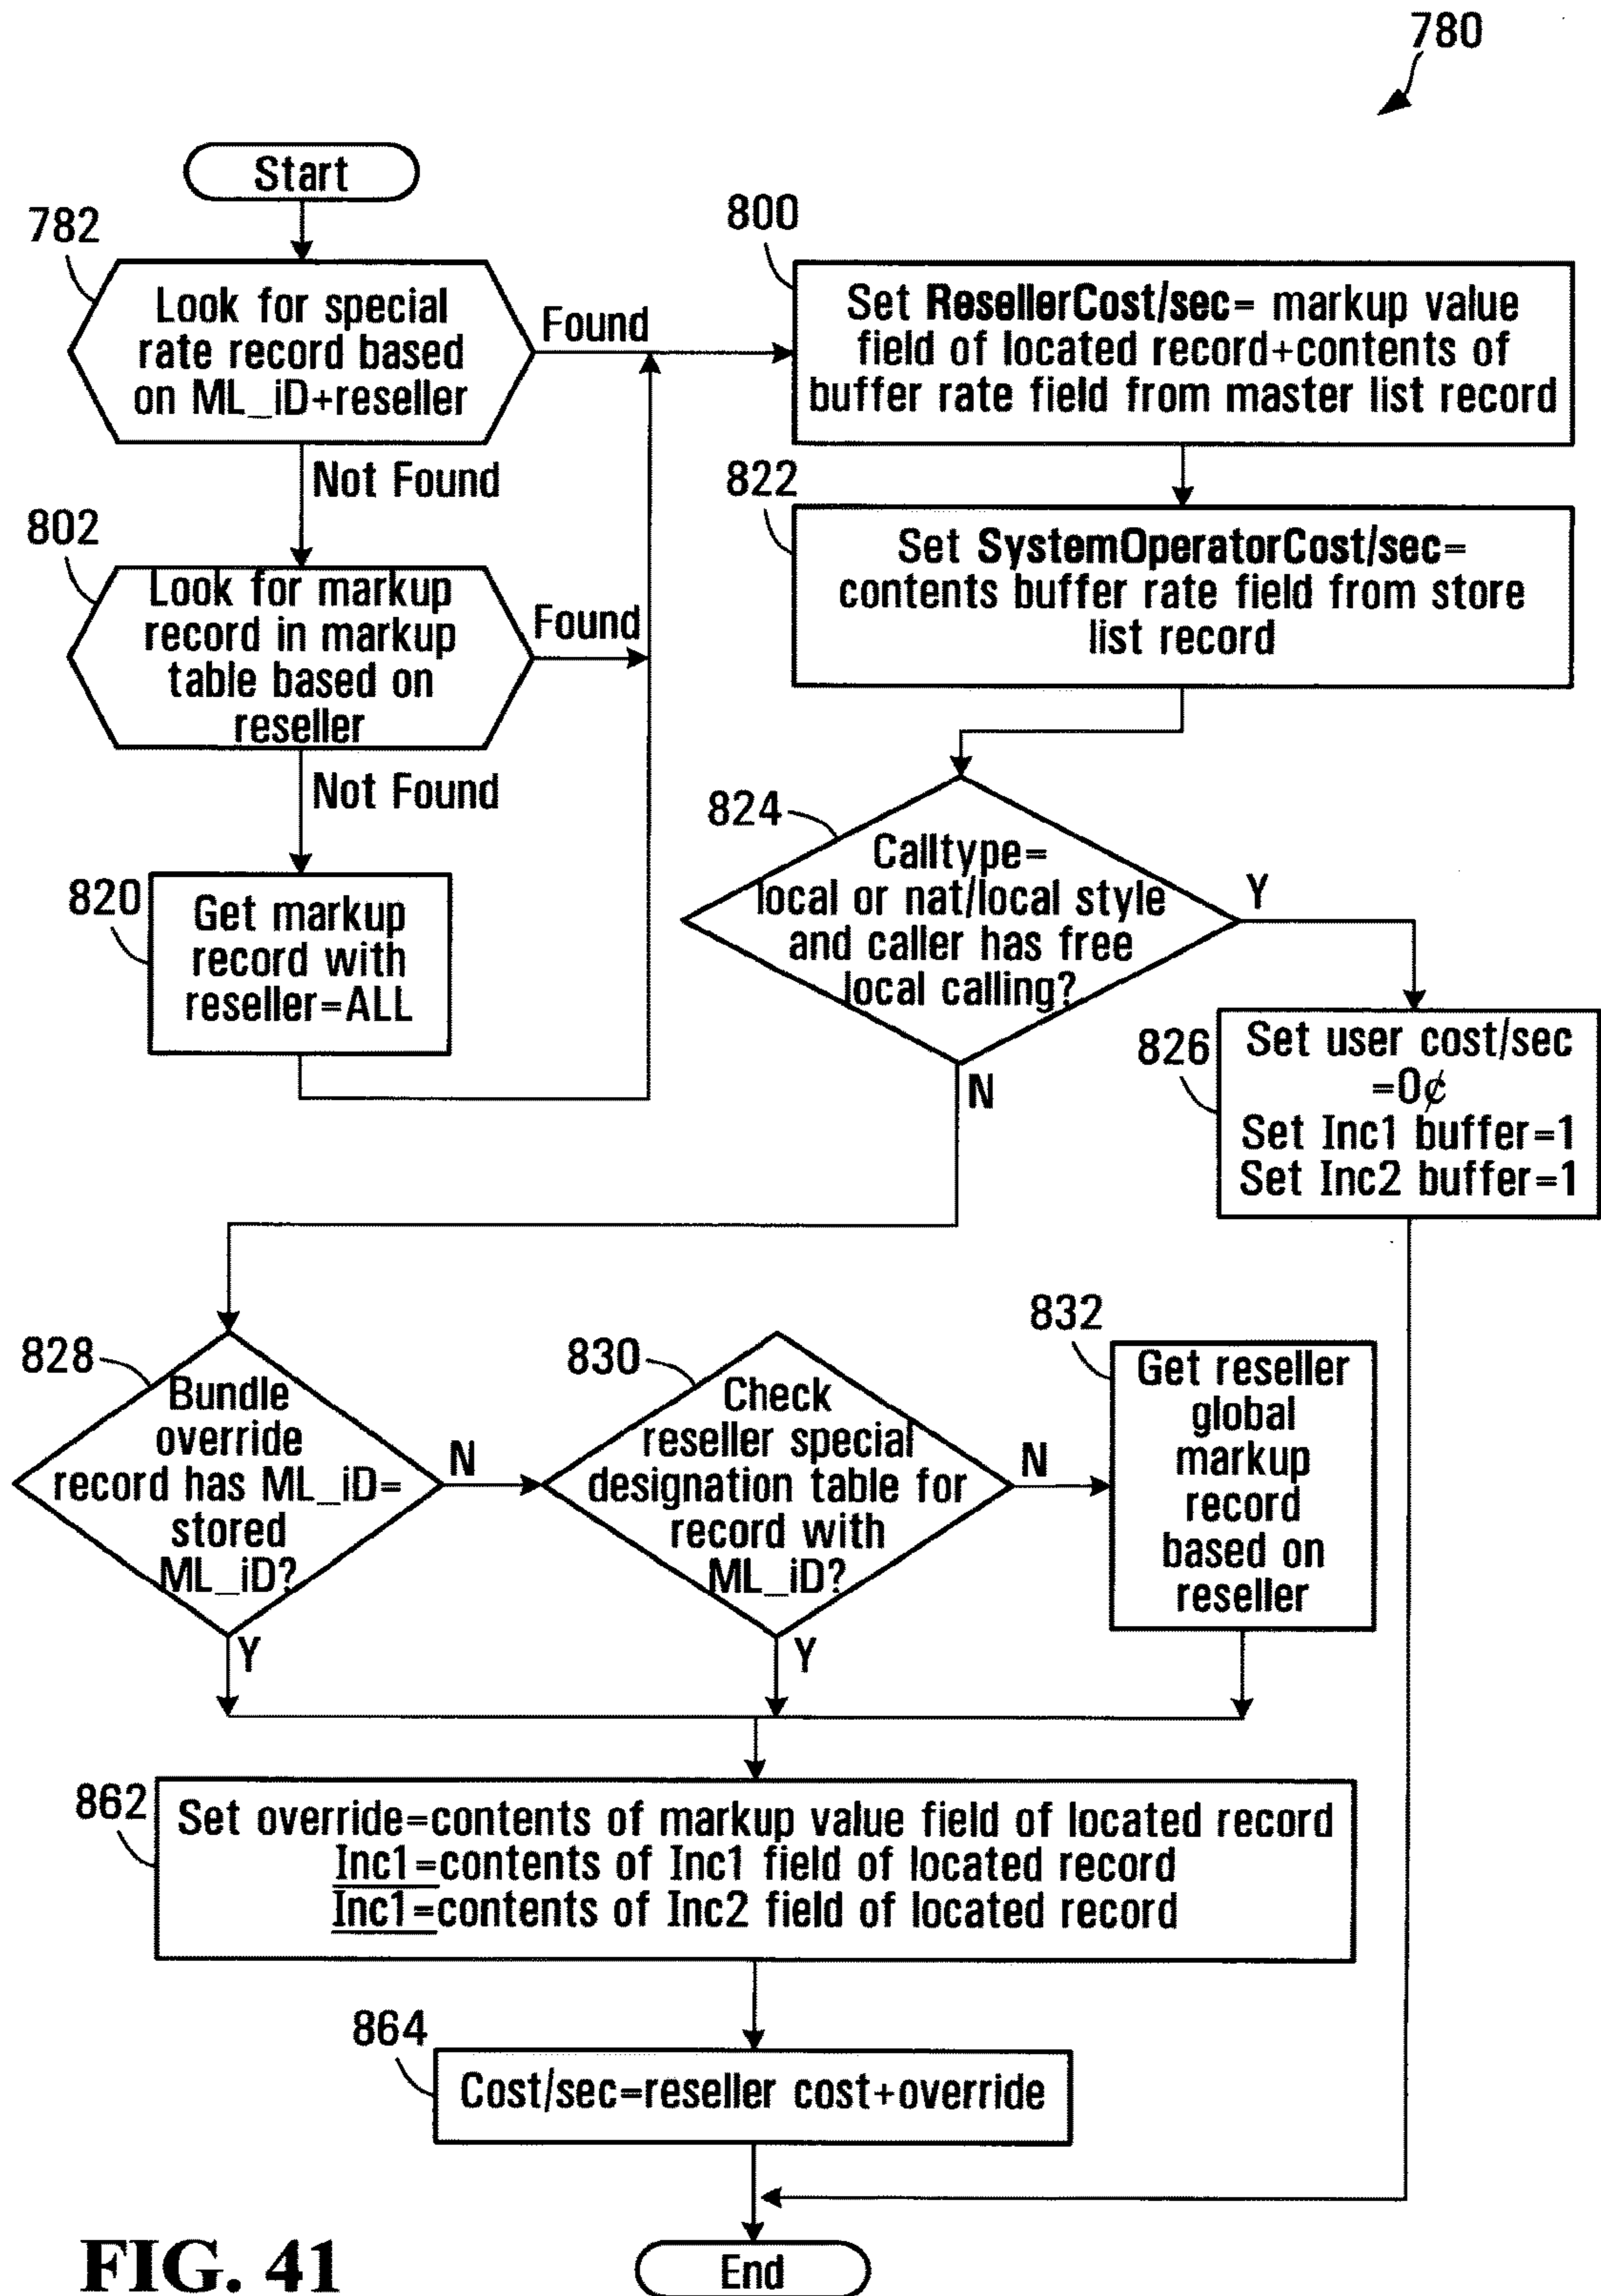 780
Start
782
Look for special
rate record based
on ML_iD+reseller
Found
Not Found
802
Look for markup
record in markup
table based on
reseller
Found
Not Found
820
Get markup
record with
reseller=ALL
800
Set ResellerCost/sec= markup value
field of located record+contents of
buffer rate field from master list record
822
Set SystemOperatorCost/sec=
contents buffer rate field from store
list record
824
Calltype=
local or nat/local style
and caller has free
local calling?
Y
N
826
Set user cost/sec
=0¢
Set Inc1 buffer=1
Set Inc2 buffer=1
828
Bundle
override
record has ML_iD=
stored
ML_iD?
N
Y
830
Check
reseller special
designation table for
record with
ML_iD?
N
Y
832
Get reseller
global
markup
record
based on
reseller
862
Set override=contents of markup value field of located record
Inc1=contents of Inc1 field of located record
Inc1=contents of Inc2 field of located record
864
Cost/sec=reseller cost+override
End
FIG. 41